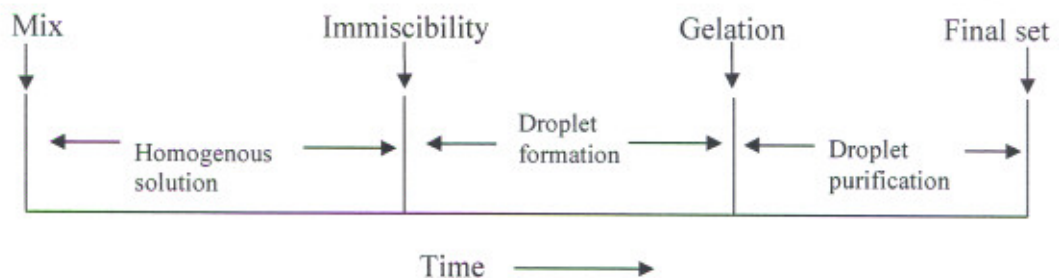 Mix Immiscibility Gelation Final set
Homogenous solution
Droplet formation
Droplet purification
Time